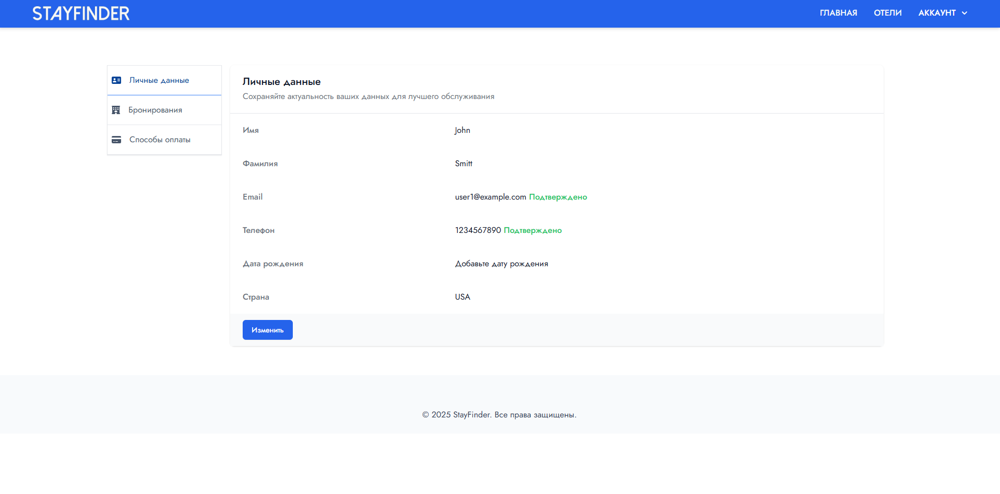 STAYFINDER
ГЛАВНАЯ ОТЕЛИ АККАУНТ
Личные данные
Бронирования
Способы оплаты
Личные данные
Сохраняйте актуальность ваших данных для лучшего обслуживания
Имя John
Фамилия Smitt
Email user1@example.com Подтверждено
Телефон 1234567890 Подтверждено
Дата рождения Добавьте дату рождения
Страна USA
Изменить
© 2025 StayFinder. Все права защищены.